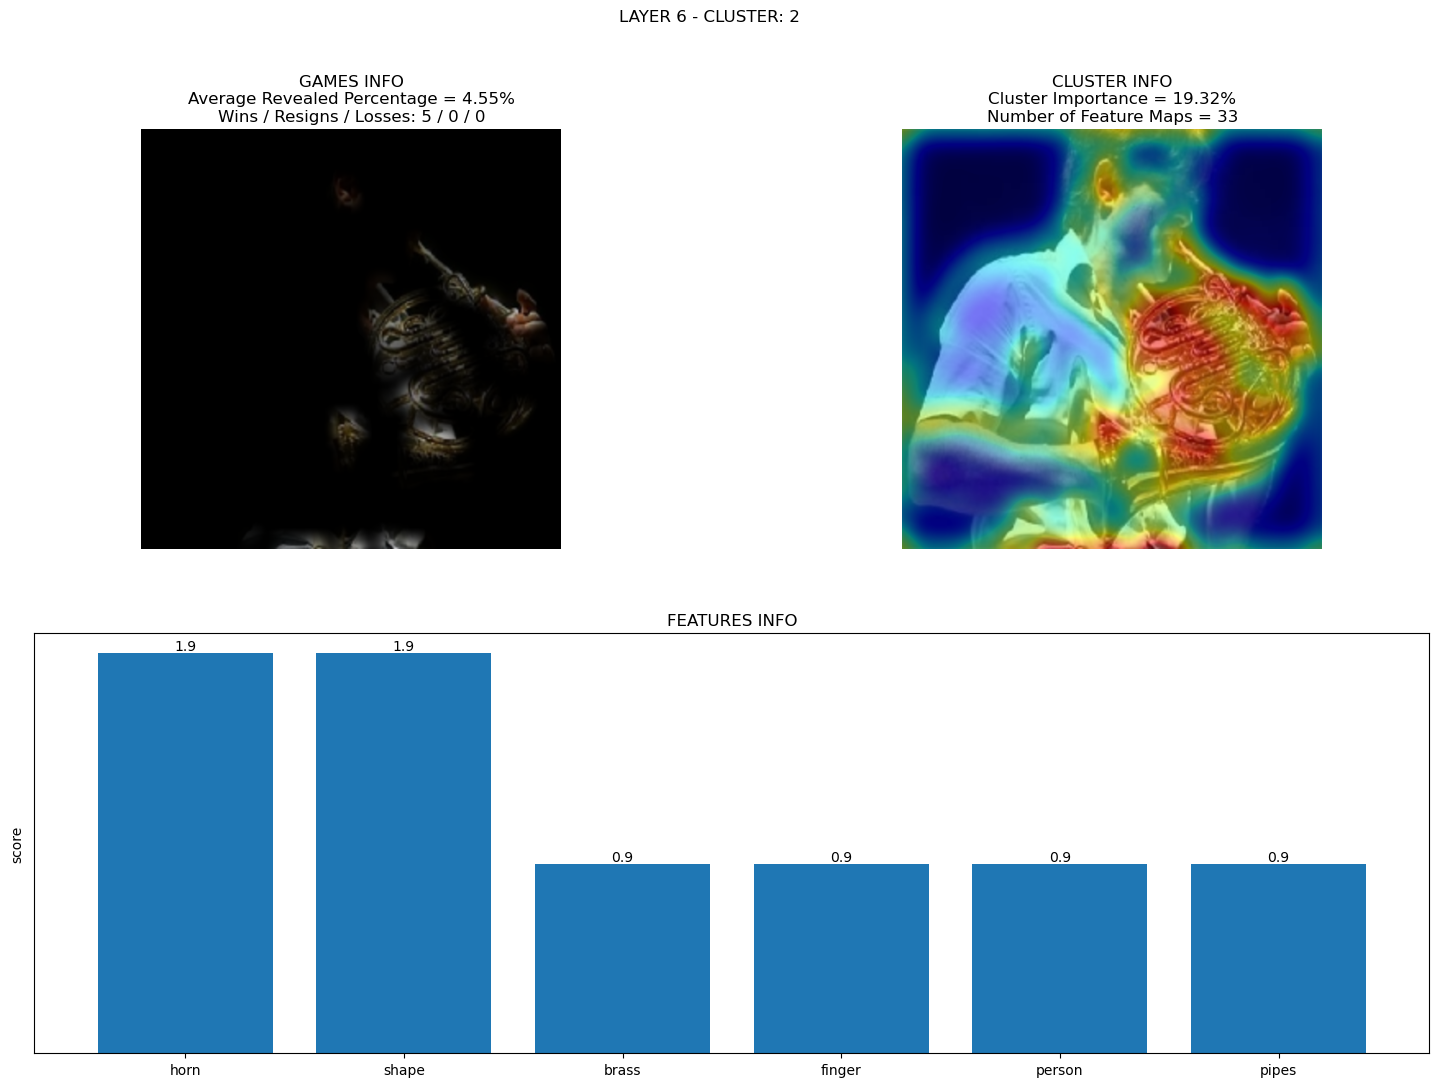 LAYER 6 - CLUSTER: 2
GAMES INFO
Average Revealed Percentage = 4.55%
Wins / Resigns / Losses: 5 / 0 / 0
CLUSTER INFO
Cluster Importance = 19.32%
Number of Feature Maps = 33
FEATURES INFO
score
1.9 1.9 0.9 0.9 0.9 0.9
horn shape brass finger person pipes